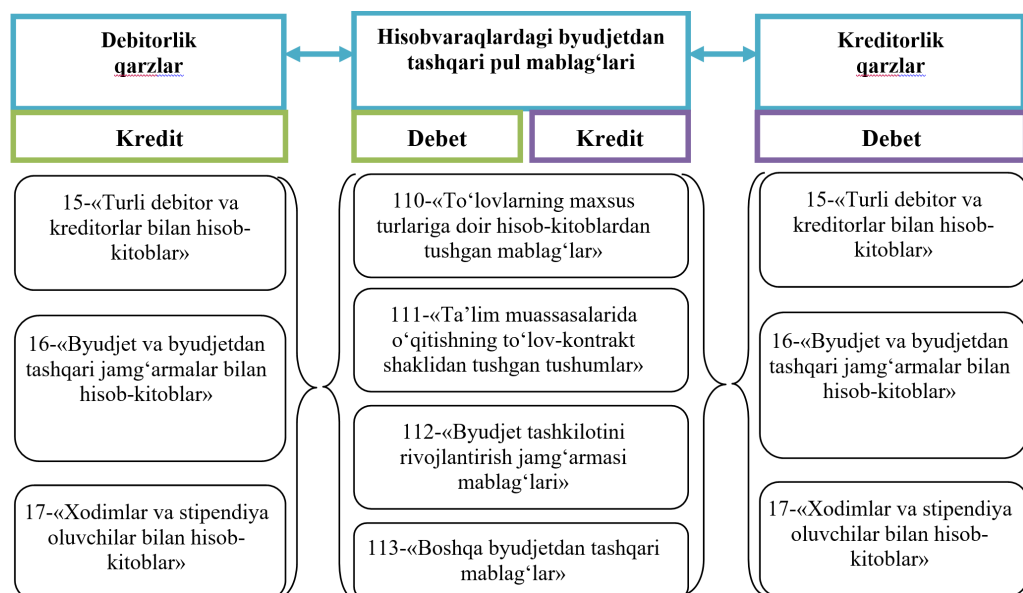 Debitorlik
qarzlar
Hisobvaraqlardagi byudjetdan
tashqari pul mablag‘lari
Kreditorlik
qarzlar
Kredit
Debet
Kredit
Debet
15-«Turli debitor va
kreditorlar bilan hisob-
kitoblar»
16-«Byudjet va byudjetdan
tashqari jamg‘armalar bilan
hisob-kitoblar»
17-«Xodimlar va stipendiya
oluvchilar bilan hisob-
kitoblar»
110-«To‘lovlarning maxsus
turlariga doir hisob-kitoblardan
tushgan mablag‘lar»
111-«Ta’lim muassasalarida
o‘qitishning to‘lov-kontrakt
shaklidan tushgan tushumlar»
112-«Byudjet tashkilotini
rivojlantirish jamg‘armasi
mablag‘lari»
113-«Boshqa byudjetdan tashqari
mablag‘lar»
15-«Turli debitor va
kreditorlar bilan hisob-
kitoblar»
16-«Byudjet va byudjetdan
tashqari jamg‘armalar bilan
hisob-kitoblar»
17-«Xodimlar va stipendiya
oluvchilar bilan hisob-
kitoblar»